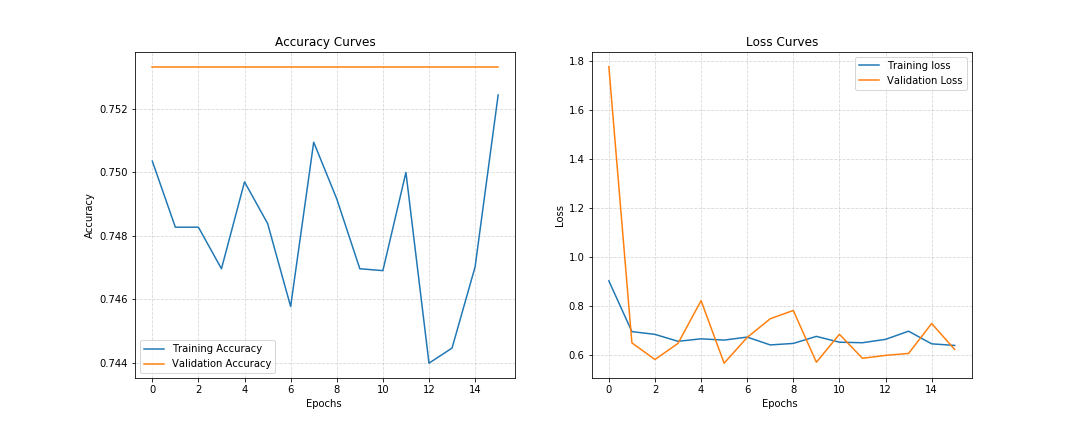 Accuracy Curves
Accuracy
0.752
0.750
0.748
0.746
0.744
Training Accuracy
Validation Accuracy
0 2 4 6 8 10 12 14
Epochs
Loss Curves
Loss
1.8
1.6
1.4
1.2
1.0
0.8
0.6
Training loss
Validation Loss
0 2 4 6 8 10 12 14
Epochs